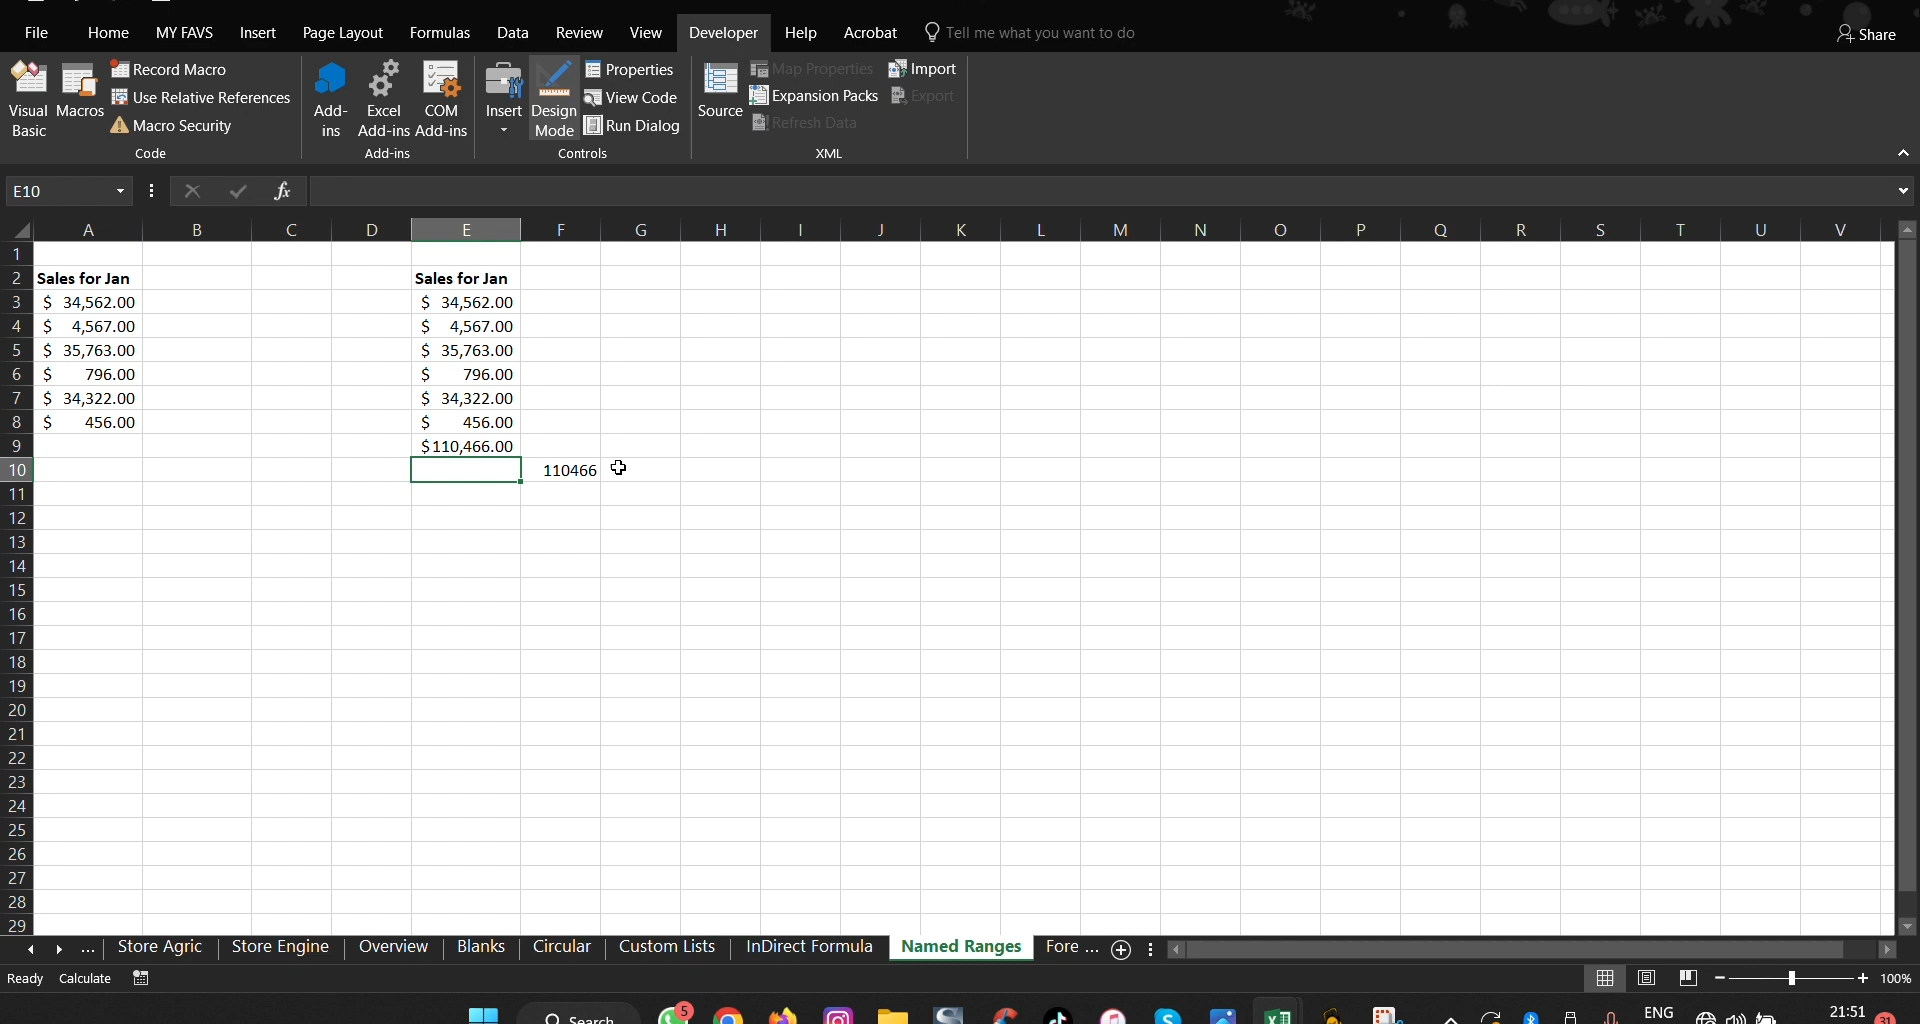 File Home MY FAVS Insert Page Layout Formulas Data Review View Developer Help Acrobat Tell me what you want to do Share
Visual Basic
Macros
Record Macro
Use Relative References
Macro Security
Code
Add-ins
Excel Add-ins
COM Add-ins
Add-ins
Insert
Design Mode
Properties
View Code
Run Dialog
Controls
Source
Map Properties
Expansion Packs
Refresh Data
Import
Export
XML
E10 fx
A B C D E F G H I J K L M N O P Q R S T U V
1
2 Sales for Jan Sales for Jan
3 $ 34,562.00 $ 34,562.00
4 $ 4,567.00 $ 4,567.00
5 $ 35,763.00 $ 35,763.00
6 $ 796.00 $ 796.00
7 $ 34,322.00 $ 34,322.00
8 $ 456.00 $ 456.00
9 $110,466.00
10 110466
11
12
13
14
15
16
17
18
19
20
21
22
23
24
25
26
27
28
29
... Store Agric Store Engine Overview Blanks Circular Custom Lists InDirect Formula Named Ranges Fore ...
Ready Calculate 100%
Search 5 ENG 21:51 31